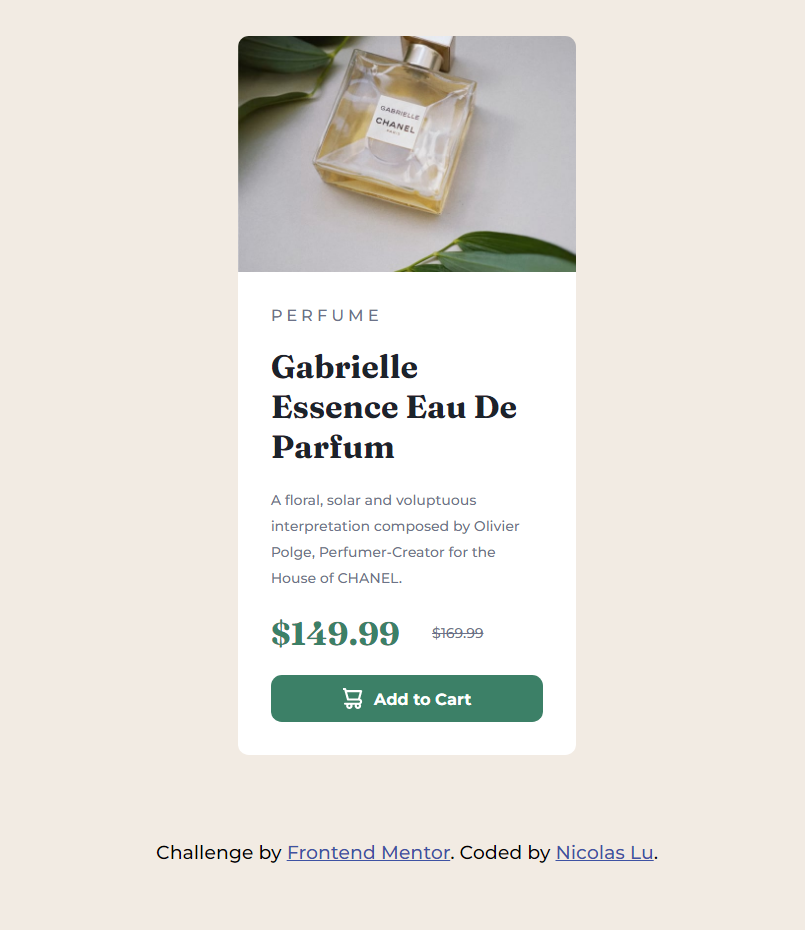 GABRIELLE
CHANEL
PARIS
PERFUME
Gabrielle
Essence Eau De
Parfum
A floral, solar and voluptuous
interpretation composed by Olivier
Polge, Perfumer-Creator for the
House of CHANEL.
$149.99 $169.99
Add to Cart
Challenge by Frontend Mentor. Coded by Nicolas Lu.